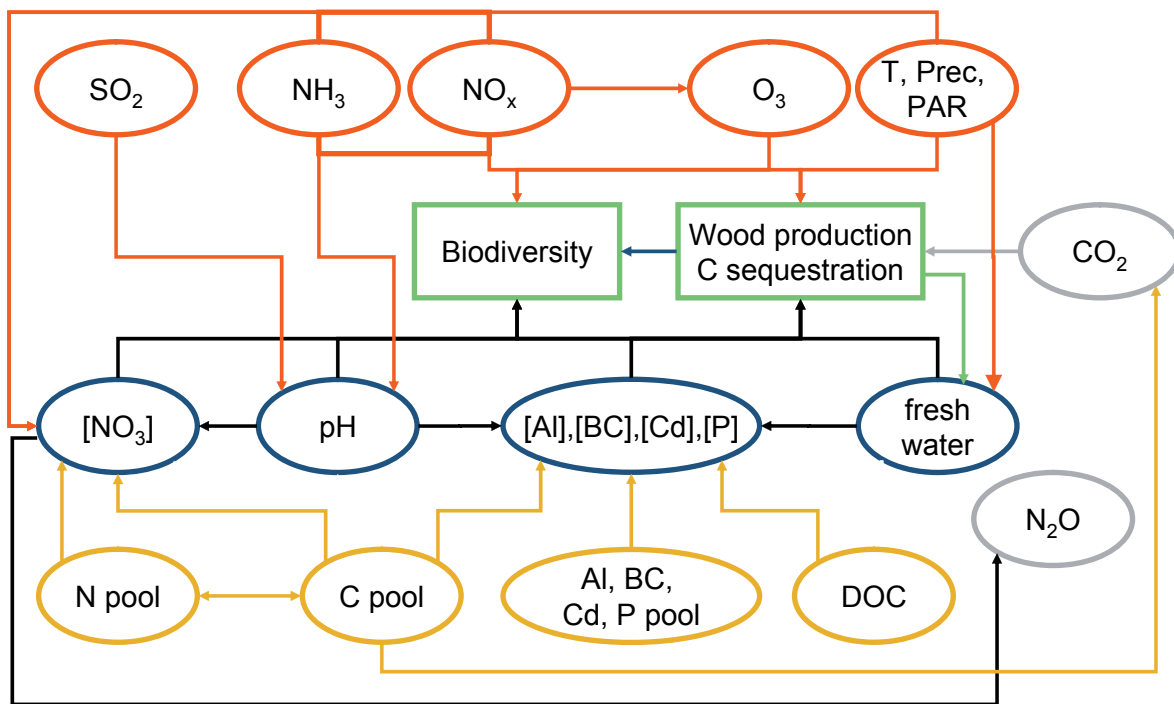 SO₂
NH₃
NOₓ
O₃
T, Prec,
PAR
Biodiversity
Wood production
C sequestration
CO₂
[NO₃]
pH
[Al],[BC],[Cd],[P]
fresh
water
N₂O
N pool
C pool
Al, BC,
Cd, P pool
DOC